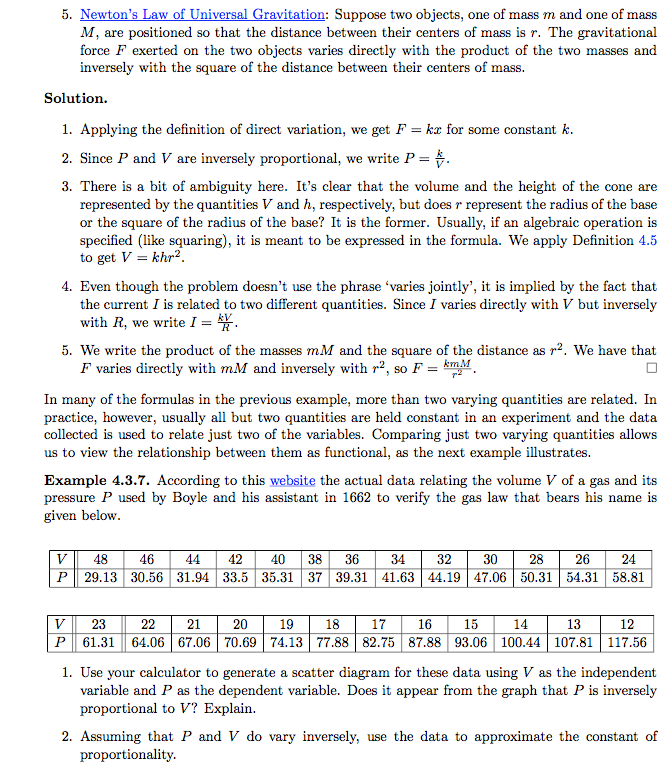 5. Newton's Law of Universal Gravitation: Suppose two objects, one of mass m and one of mass
M, are positioned so that the distance between their centers of mass is r. The gravitational
force F exerted on the two objects varies directly with the product of the two masses and
inversely with the square of the distance between their centers of mass.
Solution.
1. Applying the definition of direct variation, we get F = kx for some constant k.
2. Since P and V are inversely proportional, we write P = k/V.
3. There is a bit of ambiguity here. It's clear that the volume and the height of the cone are
represented by the quantities V and h, respectively, but does r represent the radius of the base
or the square of the radius of the base? It is the former. Usually, if an algebraic operation is
specified (like squaring), it is meant to be expressed in the formula. We apply Definition 4.5
to get V = khr².
4. Even though the problem doesn't use the phrase 'varies jointly', it is implied by the fact that
the current I is related to two different quantities. Since I varies directly with V but inversely
with R, we write I = kV/R.
5. We write the product of the masses mM and the square of the distance as r². We have that
F varies directly with mM and inversely with r², so F = kmM/r². □
In many of the formulas in the previous example, more than two varying quantities are related. In
practice, however, usually all but two quantities are held constant in an experiment and the data
collected is used to relate just two of the variables. Comparing just two varying quantities allows
us to view the relationship between them as functional, as the next example illustrates.
Example 4.3.7. According to this website the actual data relating the volume V of a gas and its
pressure P used by Boyle and his assistant in 1662 to verify the gas law that bears his name is
given below.
V 48 46 44 42 40 38 36 34 32 30 28 26 24
P 29.13 30.56 31.94 33.5 35.31 37 39.31 41.63 44.19 47.06 50.31 54.31 58.81
V 23 22 21 20 19 18 17 16 15 14 13 12
P 61.31 64.06 67.06 70.69 74.13 77.88 82.75 87.88 93.06 100.44 107.81 117.56
1. Use your calculator to generate a scatter diagram for these data using V as the independent
variable and P as the dependent variable. Does it appear from the graph that P is inversely
proportional to V? Explain.
2. Assuming that P and V do vary inversely, use the data to approximate the constant of
proportionality.